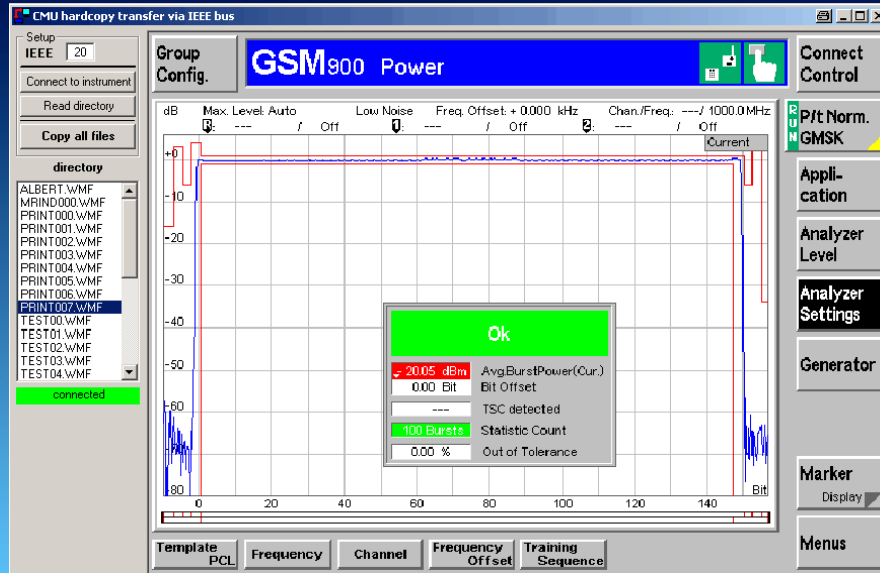 CMU hardcopy transfer via IEEE bus
Setup
IEEE 20
Connect to instrument
Read directory
Copy all files
directory
ALBERT.WMF
MRIND000.WMF
PRINT000.WMF
PRINT001.WMF
PRINT002.WMF
PRINT003.WMF
PRINT004.WMF
PRINT005.WMF
PRINT006.WMF
PRINT007.WMF
TEST00.WMF
TEST01.WMF
TEST02.WMF
TEST03.WMF
TEST04.WMF
connected
Group Config.
GSM900 Power
Connect Control
dB Max. Level: Auto Low Noise Freq. Offset: + 0.000 kHz Chan./Freq.: ---/ 1000.0 MHz
R: --- / Off 1: --- / Off 2: --- / Off
Current
+0
-10
-20
-30
-40
-50
-60
-70
-80
Ok
- 20.05 dBm Avg.BurstPower(Cur.)
0.00 Bit Bit Offset
--- TSC detected
100 Bursts Statistic Count
0.00 % Out of Tolerance
Bit
0 20 40 60 80 100 120 140
RUN
P/t Norm. GMSK
Appli-
cation
Analyzer
Level
Analyzer
Settings
Generator
Marker
Display
Menus
Template
PCL
Frequency
Channel
Frequency
Offset
Training
Sequence